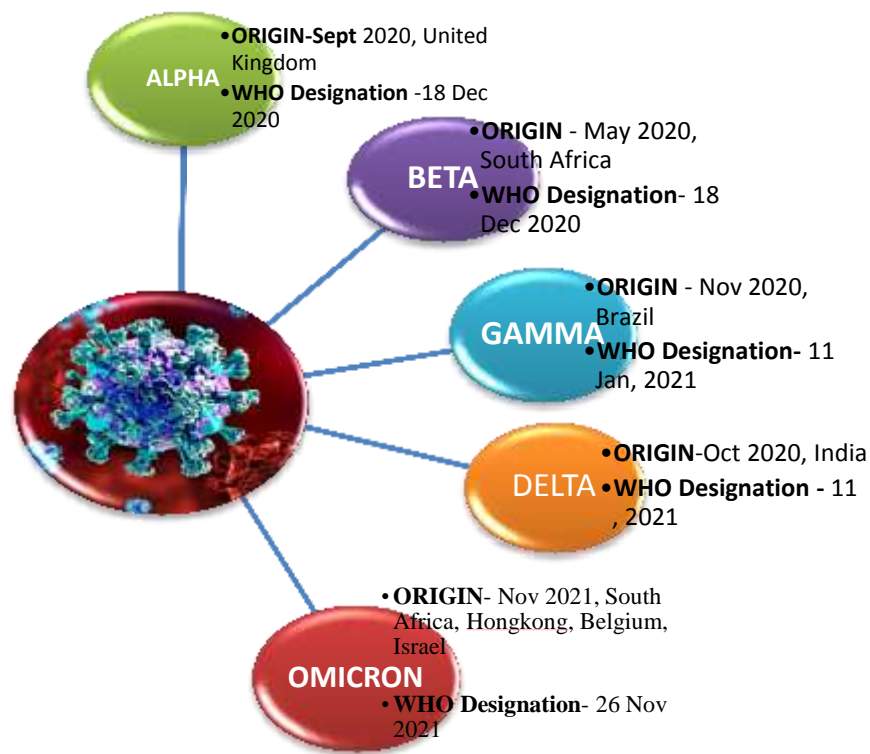 ALPHA
•ORIGIN-Sept 2020, United
Kingdom
•WHO Designation -18 Dec
2020
BETA
•ORIGIN - May 2020,
South Africa
•WHO Designation- 18
Dec 2020
GAMMA
•ORIGIN - Nov 2020,
Brazil
•WHO Designation- 11
Jan, 2021
DELTA
•ORIGIN-Oct 2020, India
•WHO Designation - 11
, 2021
OMICRON
•ORIGIN- Nov 2021, South
Africa, Hongkong, Belgium,
Israel
•WHO Designation- 26 Nov
2021